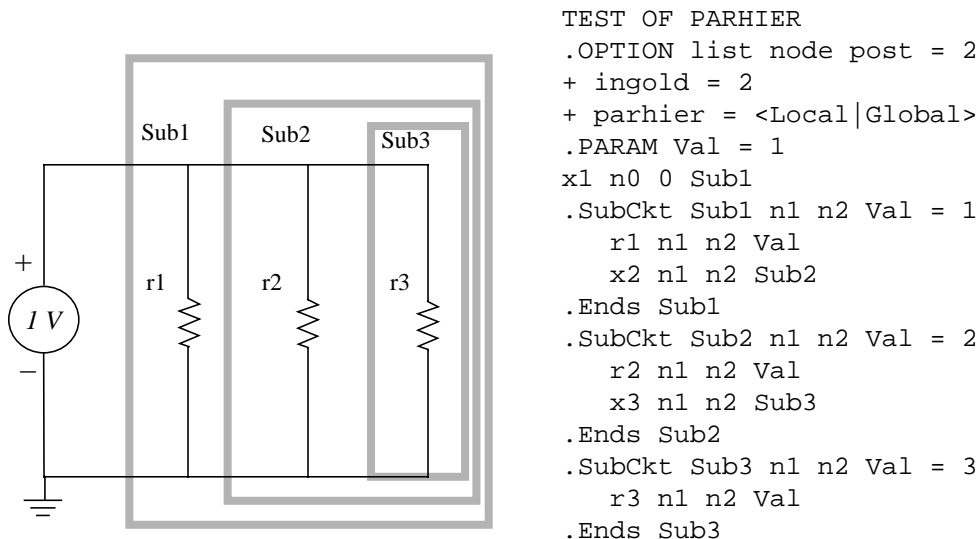 Sub1
Sub2
Sub3
+
r1
r2
r3
1 V
−
TEST OF PARHIER
.OPTION list node post = 2
+ ingold = 2
+ parhier = <Local|Global>
.PARAM Val = 1
x1 n0 0 Sub1
.SubCkt Sub1 n1 n2 Val = 1
r1 n1 n2 Val
x2 n1 n2 Sub2
.Ends Sub1
.SubCkt Sub2 n1 n2 Val = 2
r2 n1 n2 Val
x3 n1 n2 Sub3
.Ends Sub2
.SubCkt Sub3 n1 n2 Val = 3
r3 n1 n2 Val
.Ends Sub3